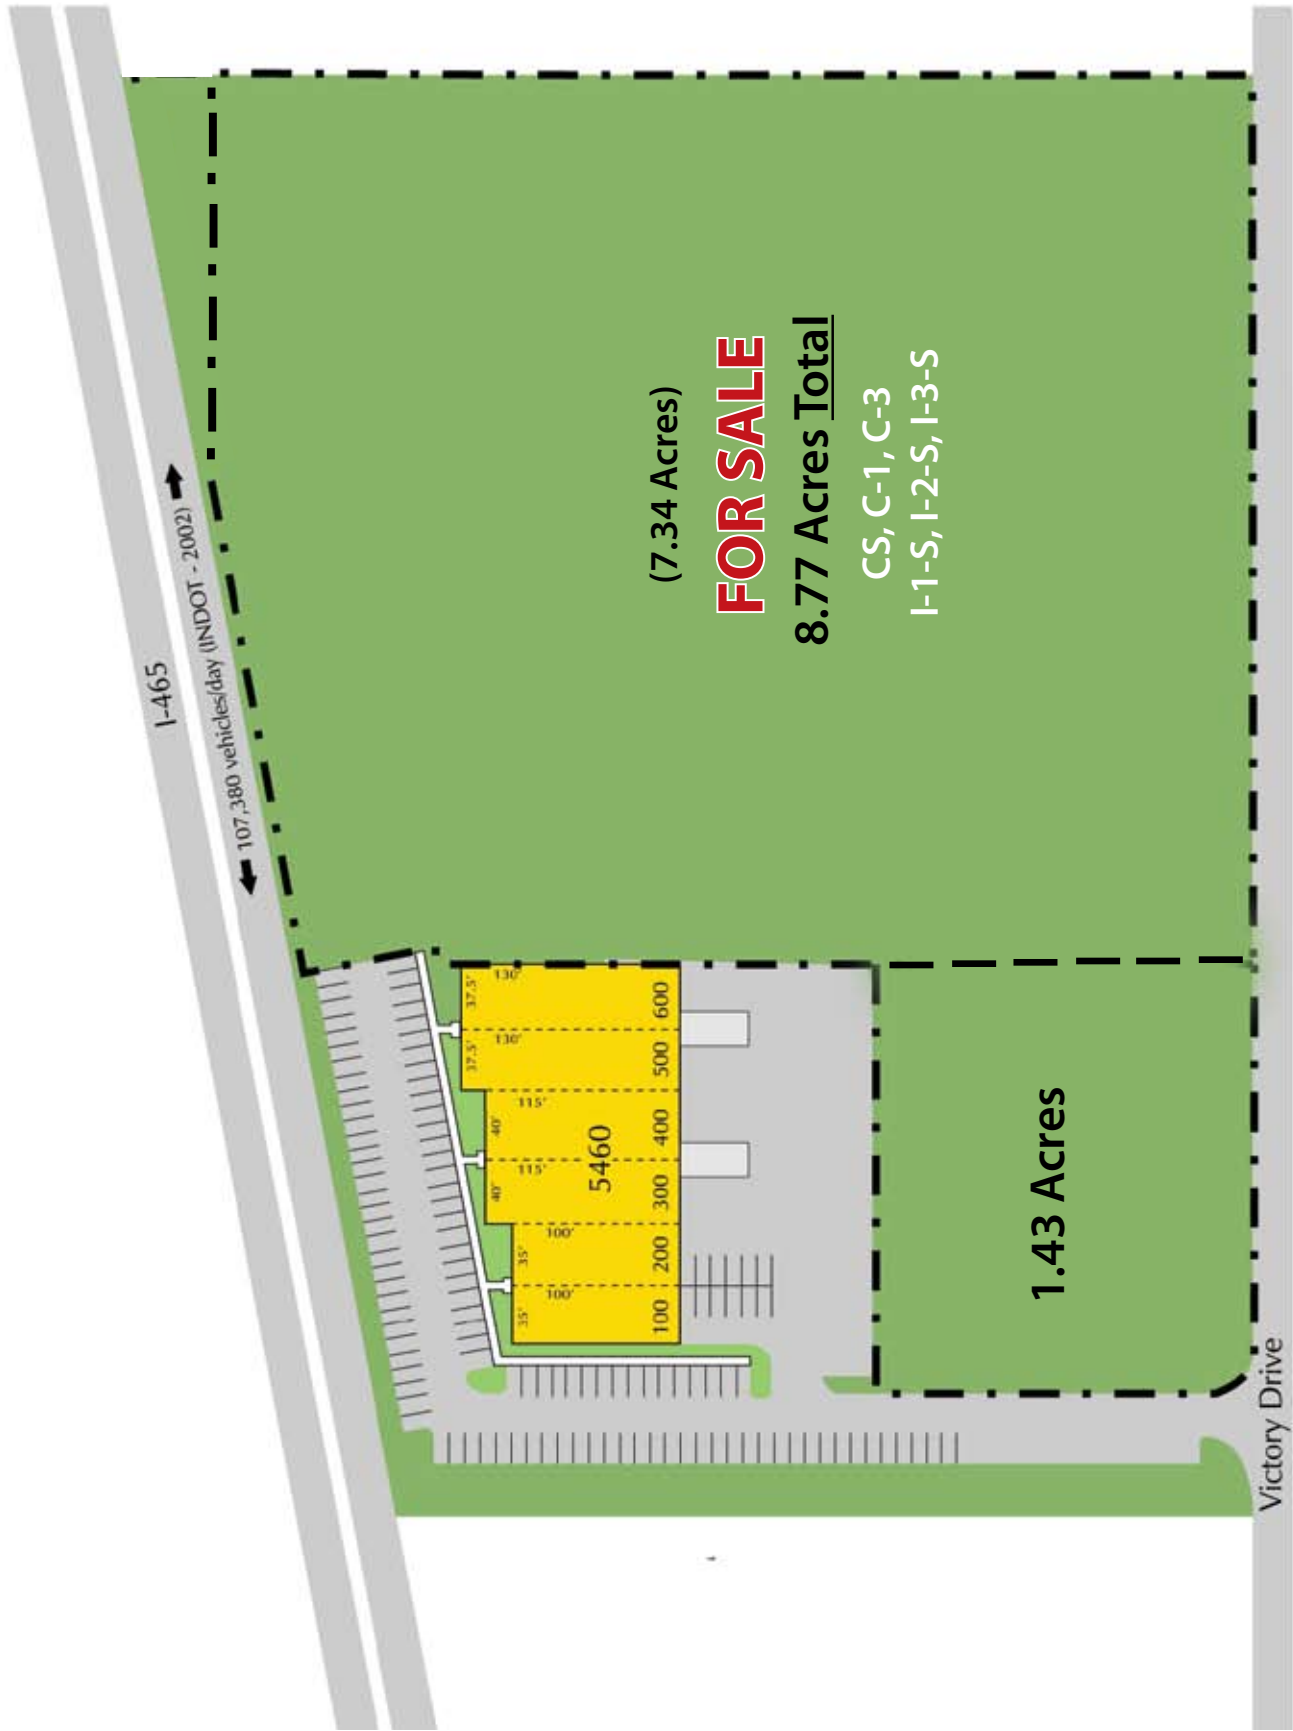 I-465
107,380 vehicles/day (INDOT - 2002)
(7.34 Acres)
FOR SALE
8.77 Acres Total
CS, C-1, C-3
I-1-S, I-2-S, I-3-S
35'
35'
40'
40'
37.5'
37.5'
100'
100'
115'
115'
130'
130'
5460
100
200
300
400
500
600
1.43 Acres
Victory Drive